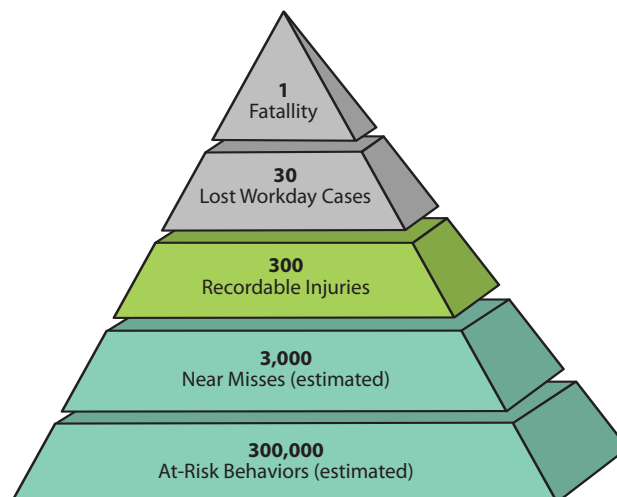 1
Fatallity
30
Lost Workday Cases
300
Recordable Injuries
3,000
Near Misses (estimated)
300,000
At-Risk Behaviors (estimated)